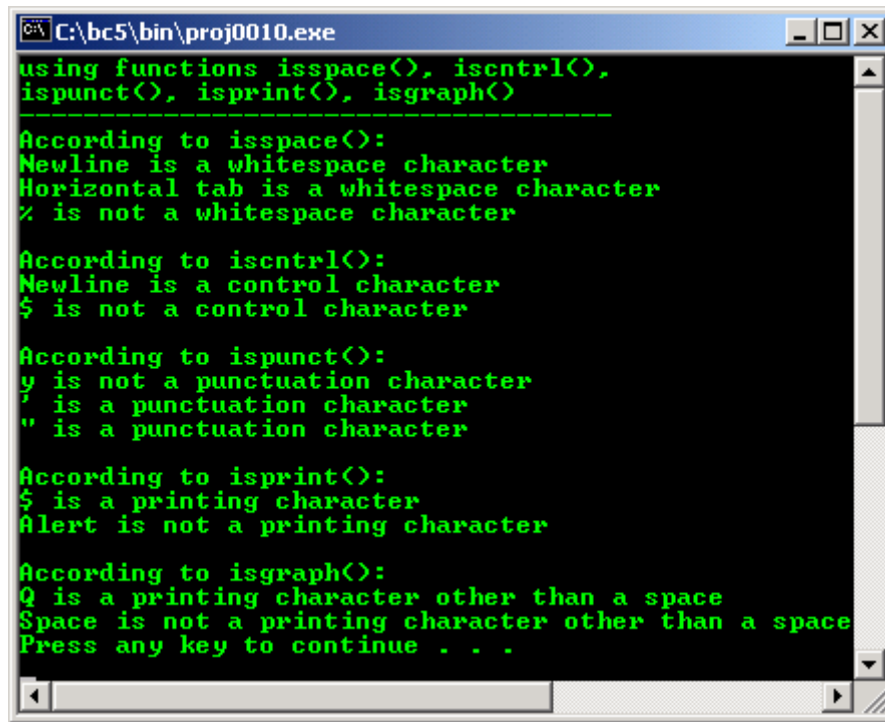 C:\bc5\bin\proj0010.exe
using functions isspace(), iscntrl(),
ispunct(), isprint(), isgraph()
--------------------------------------
According to isspace():
Newline is a whitespace character
Horizontal tab is a whitespace character
% is not a whitespace character
According to iscntrl():
Newline is a control character
$ is not a control character
According to ispunct():
y is not a punctuation character
' is a punctuation character
" is a punctuation character
According to isprint():
$ is a printing character
Alert is not a printing character
According to isgraph():
Q is a printing character other than a space
Space is not a printing character other than a space
Press any key to continue . . .